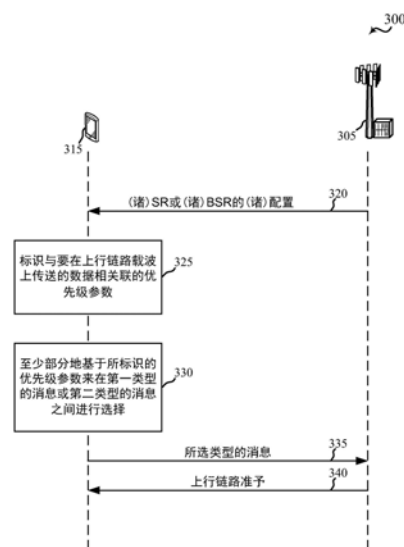 300
305
315
(诸)SR或(诸)BSR的(诸)配置
320
标识与要在上行链路载波
上传送的数据相关联的优
先级参数
325
至少部分地基于所标识的
优先级参数来在第一类型
的消息或第二类型的消息
之间进行选择
330
所选类型的消息
335
上行链路准予
340